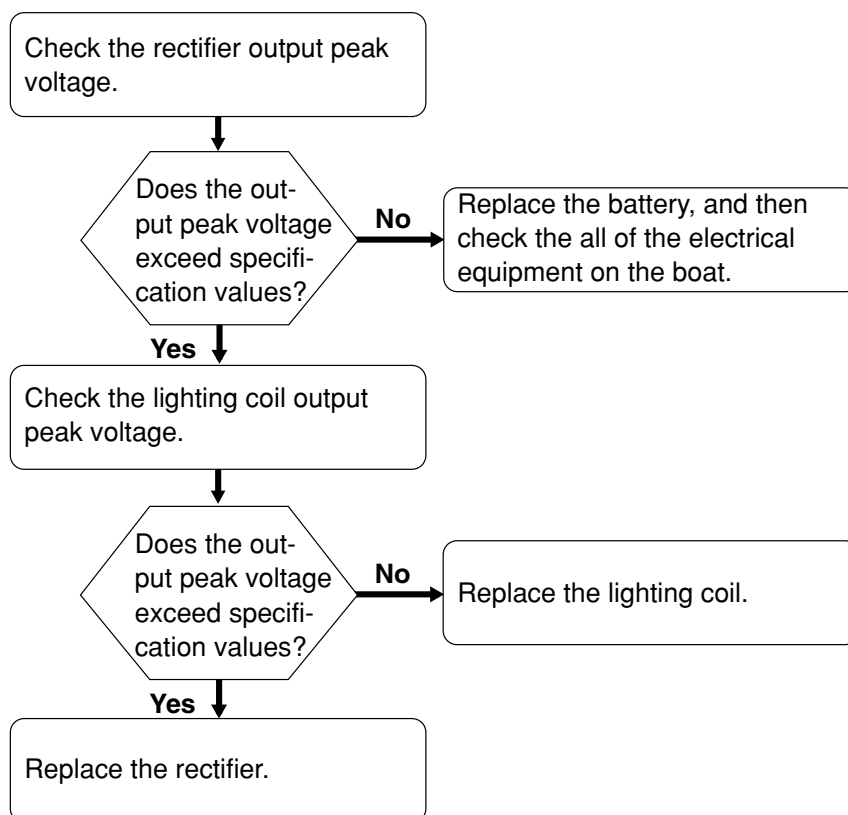 Check the rectifier output peak
voltage.
Does the out-
put peak voltage
exceed specifi-
cation values?
No
Replace the battery, and then
check the all of the electrical
equipment on the boat.
Yes
Check the lighting coil output
peak voltage.
Does the out-
put peak voltage
exceed specifi-
cation values?
No
Replace the lighting coil.
Yes
Replace the rectifier.